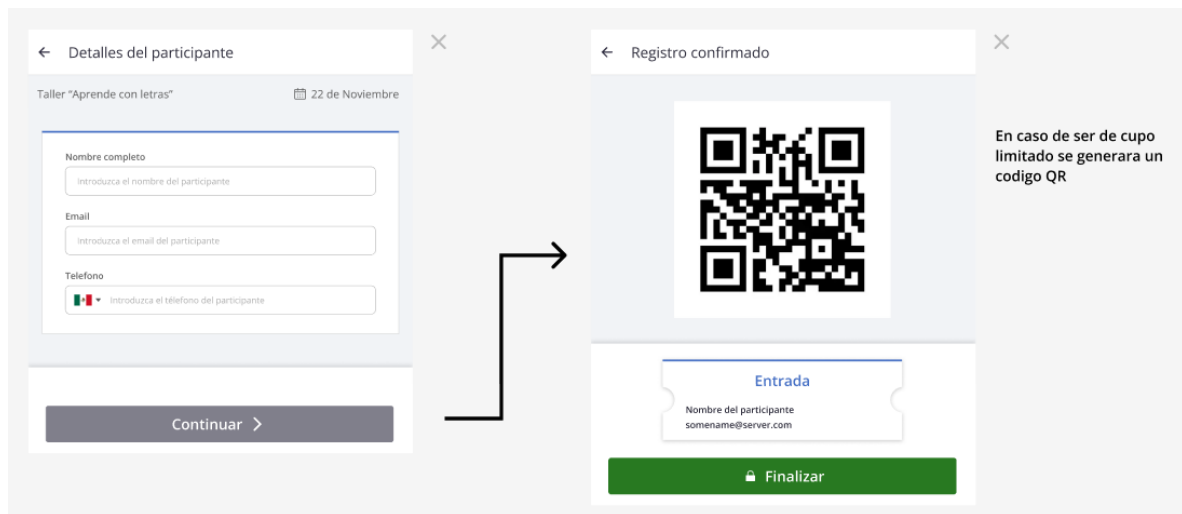 Detalles del participante
Taller "Aprende con letras"
22 de Noviembre
Nombre completo
Introduzca el nombre del participante
Email
Introduzca el email del participante
Telefono
Introduzca el télefono del participante
Continuar
Registro confirmado
Entrada
Nombre del participante
somename@server.com
Finalizar
En caso de ser de cupo
limitado se generara un
codigo QR